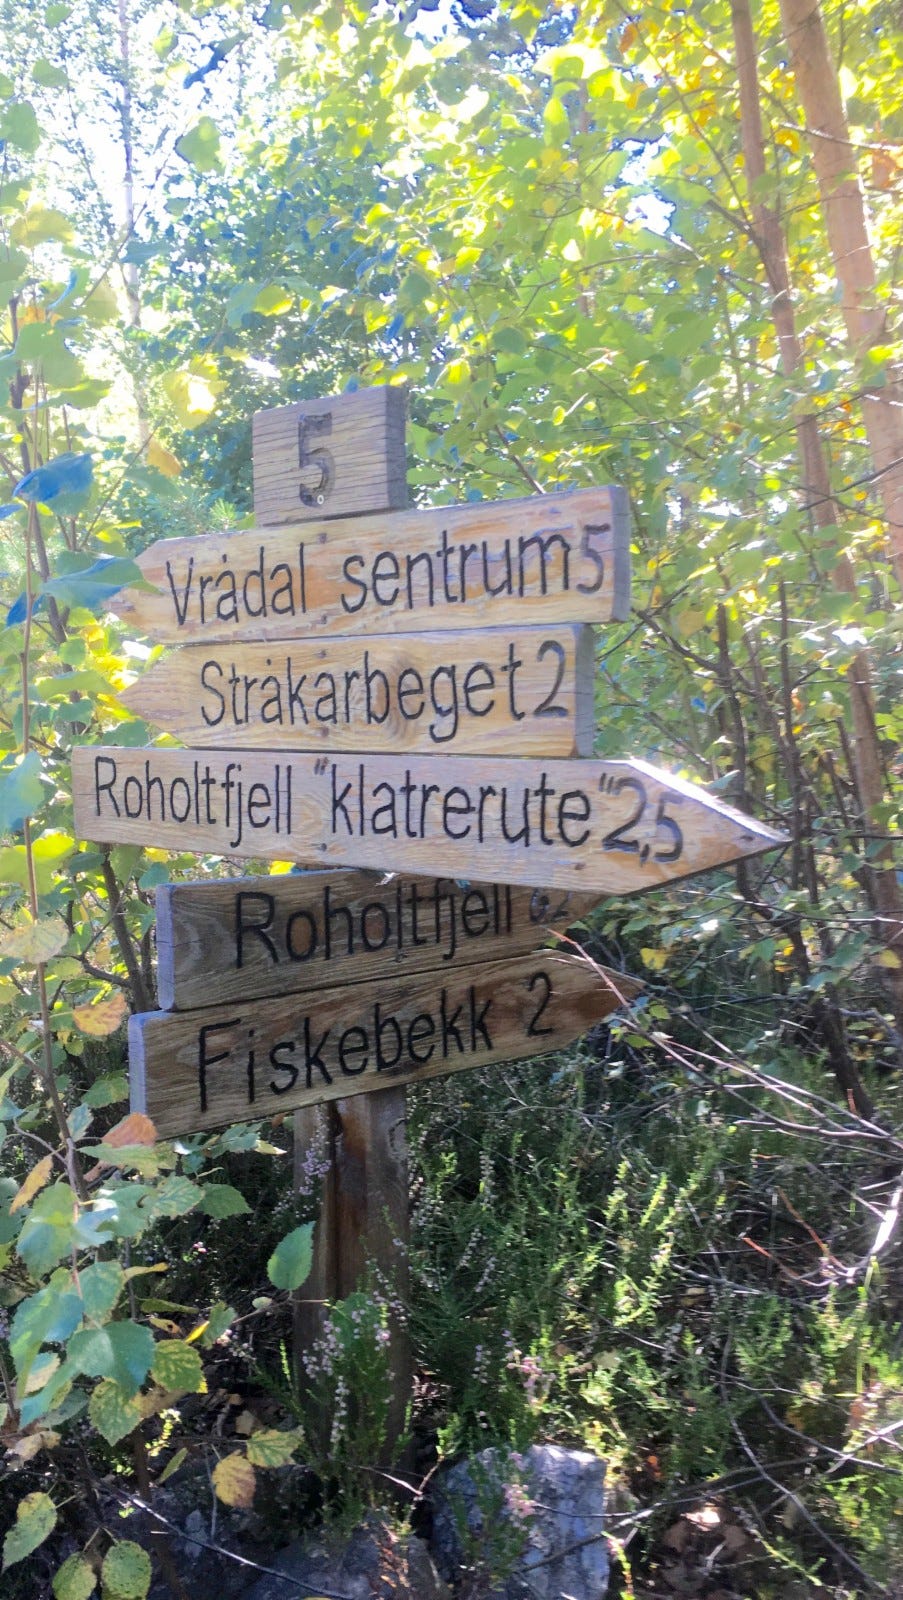 5
Vrådal sentrum 5
Stråkarbeget 2
Roholtfjell "klatrerute" 2,5
Roholtfjell
Fiskebekk 2